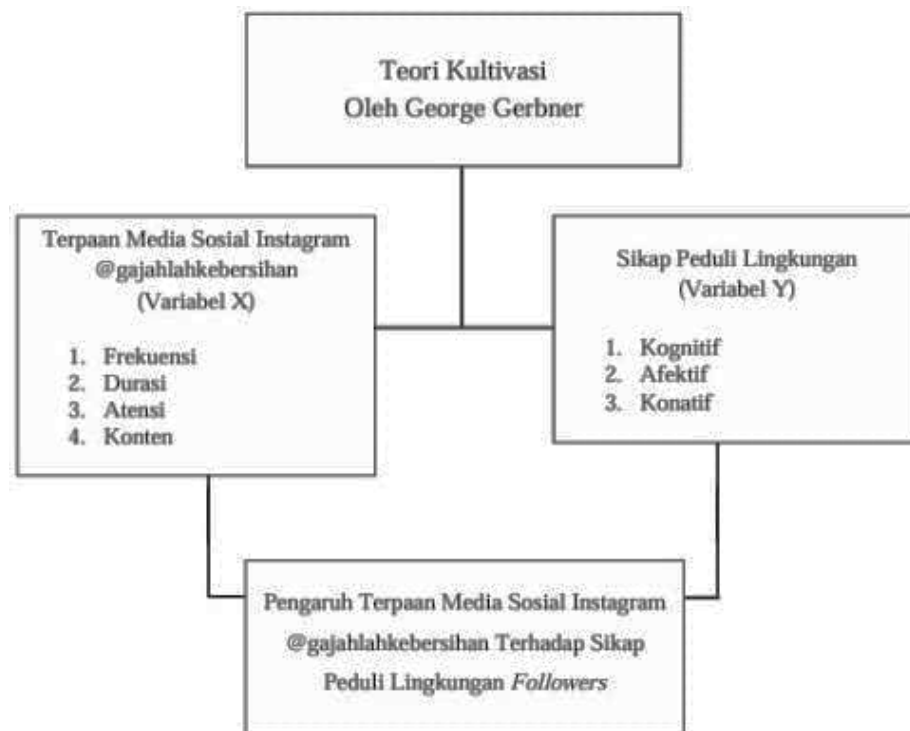 Teori Kultivasi
Oleh George Gerbner
Terpaan Media Sosial Instagram
@gajahlahkebersihan
(Variabel X)
1. Frekuensi
2. Durasi
3. Atensi
4. Konten
Sikap Peduli Lingkungan
(Variabel Y)
1. Kognitif
2. Afektif
3. Konatif
Pengaruh Terpaan Media Sosial Instagram
@gajahlahkebersihan Terhadap Sikap
Peduli Lingkungan Followers